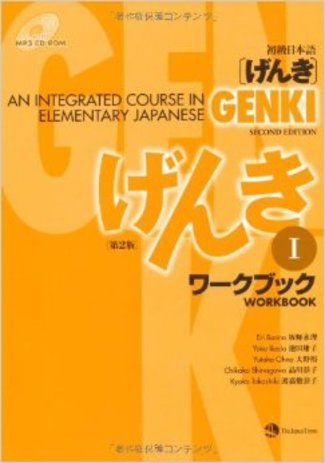 "著作権保護コンテンツ"
MP3 CD-ROM
初級日本語
[げんき]
AN INTEGRATED COURSE IN
ELEMENTARY JAPANESE
GENKI
SECOND EDITION
GEN
KI
げんき
[第2版]
I
ワークブック
WORKBOOK
Eri Banno 坂野永理
Yoko Ikeda 池田庸子
Yutaka Ohno 大野裕
Chikako Shinagawa 品川恭子
Kyoko Tokashiki 渡嘉敷恭子
The Japan Times
"著作権保護コンテンツ"